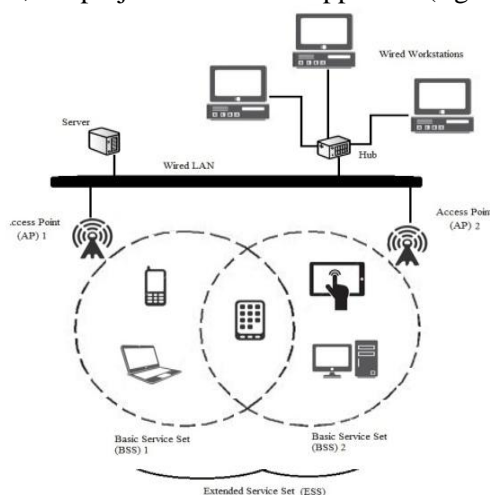 Wired Workstations
Server
Hub
Wired LAN
ccess Point
(AP) 1
Access Point
(AP) 2
Basic Service Set
(BSS) 1
Basic Service Set
(BSS) 2
Extended Service Set (ESS)